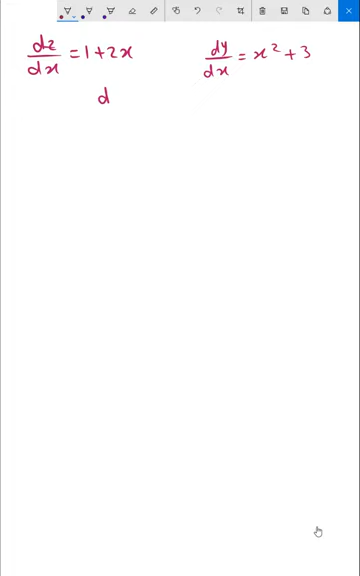 dz/dx = 1 + 2x
dy/dx = x² + 3
d